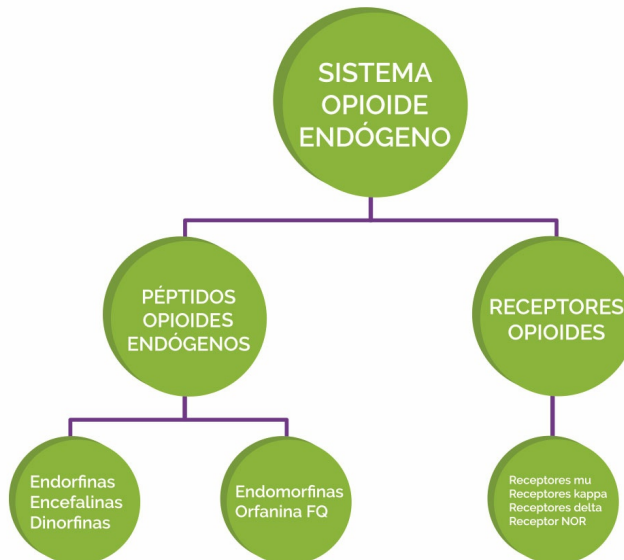 SISTEMA
OPIOIDE
ENDÓGENO
PÉPTIDOS
OPIOIDES
ENDÓGENOS
RECEPTORES
OPIOIDES
Endorfinas
Encefalinas
Dinorfinas
Endomorfinas
Orfanina FQ
Receptores mu
Receptores kappa
Receptores delta
Receptor NOR